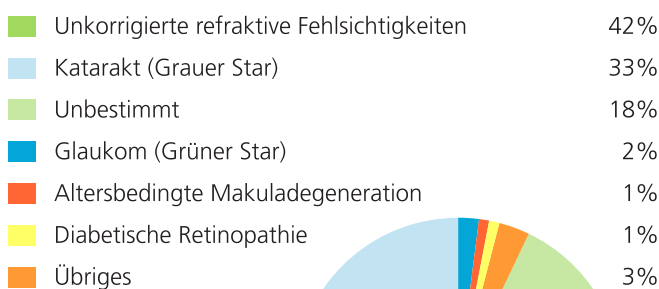 Unkorrigierte refraktive Fehlsichtigkeiten 42%
Katarakt (Grauer Star) 33%
Unbestimmt 18%
Glaukom (Grüner Star) 2%
Altersbedingte Makuladegeneration 1%
Diabetische Retinopathie 1%
Übriges 3%